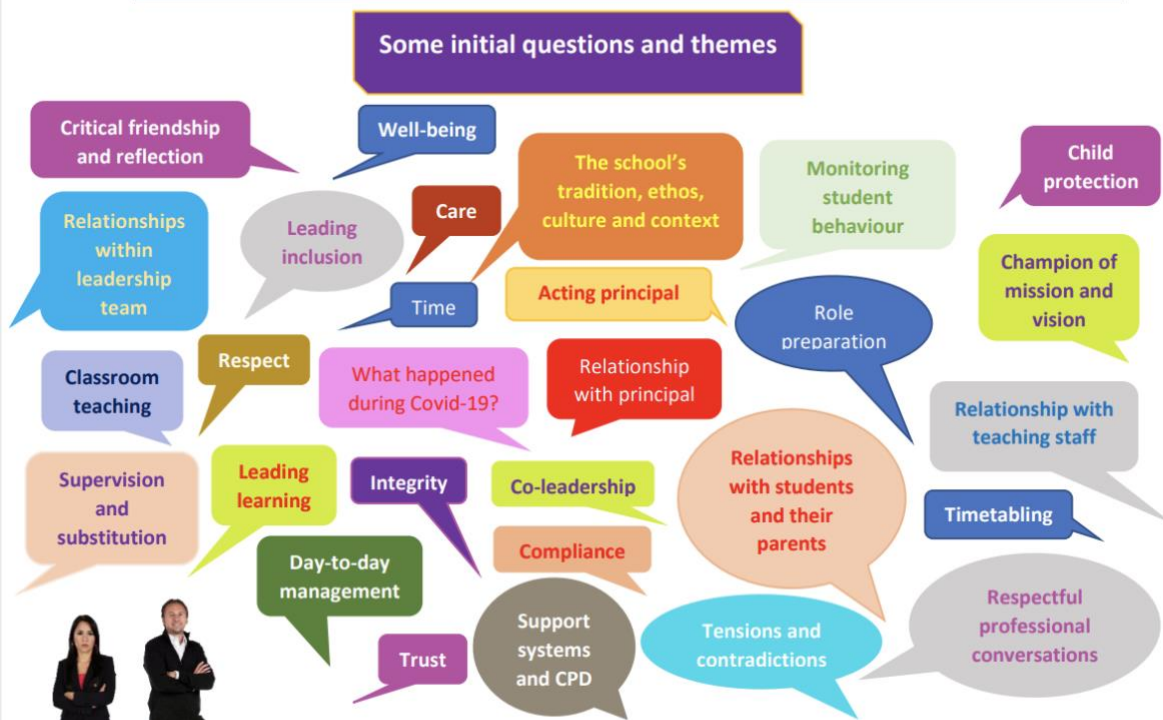 Some initial questions and themes
Critical friendship
and reflection
Well-being
The school's
tradition, ethos,
culture and context
Monitoring
student
behaviour
Child
protection
Relationships
within
leadership
team
Leading
inclusion
Care
Time
Acting principal
Role
preparation
Champion of
mission and
vision
Classroom
teaching
Respect
What happened
during Covid-19?
Relationship
with principal
Relationship with
teaching staff
Supervision
and
substitution
Leading
learning
Integrity
Co-leadership
Relationships
with students
and their
parents
Timetabling
Day-to-day
management
Compliance
Trust
Support
systems
and CPD
Tensions and
contradictions
Respectful
professional
conversations